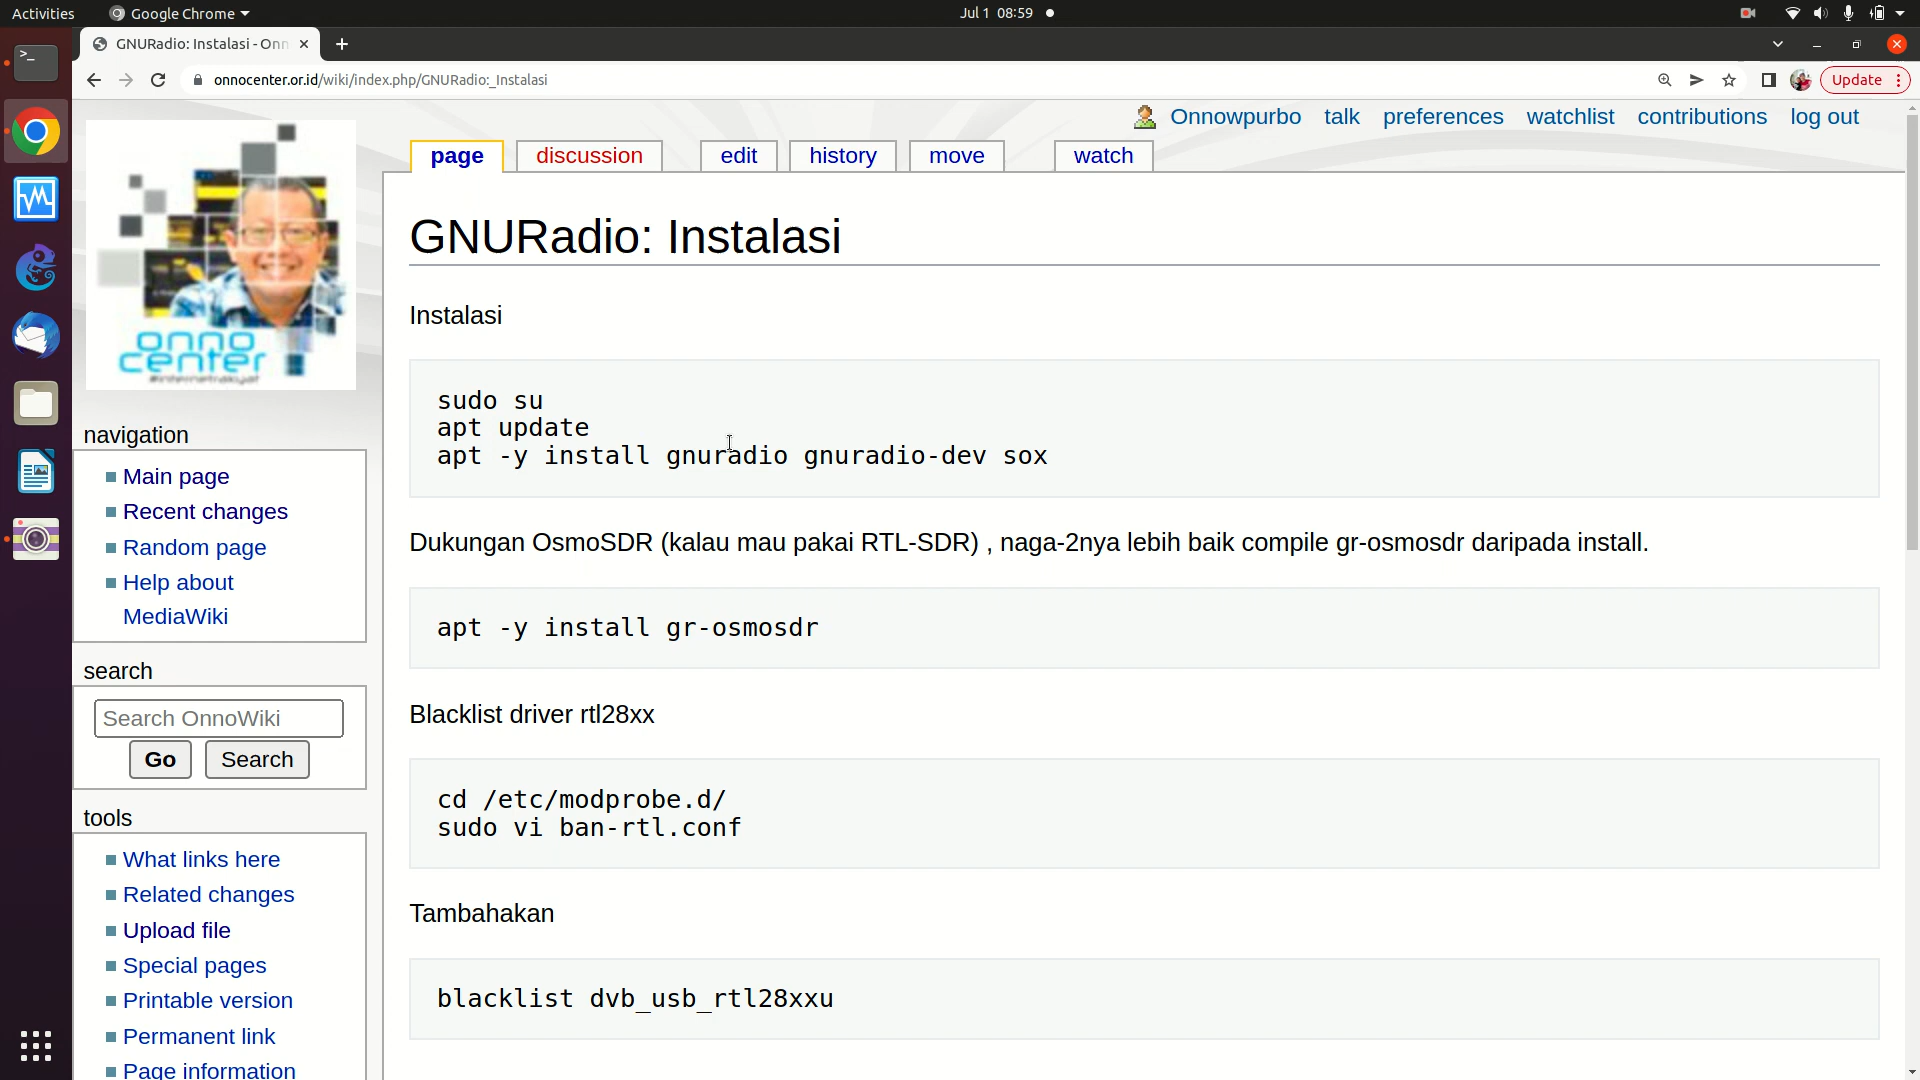 Activities
Google Chrome
Jul 1 08:59
GNURadio: Instalasi - Onn
onnocenter.or.id/wiki/index.php/GNURadio:_Instalasi
Update
Onnowpurbo talk preferences watchlist contributions log out
page discussion edit history move watch
onno
center
#internetrakyat
navigation
Main page
Recent changes
Random page
Help about
MediaWiki
search
Search OnnoWiki
Go Search
tools
What links here
Related changes
Upload file
Special pages
Printable version
Permanent link
Page information
GNURadio: Instalasi
Instalasi
sudo su
apt update
apt -y install gnuradio gnuradio-dev sox
Dukungan OsmoSDR (kalau mau pakai RTL-SDR) , naga-2nya lebih baik compile gr-osmosdr daripada install.
apt -y install gr-osmosdr
Blacklist driver rtl28xx
cd /etc/modprobe.d/
sudo vi ban-rtl.conf
Tambahakan
blacklist dvb_usb_rtl28xxu